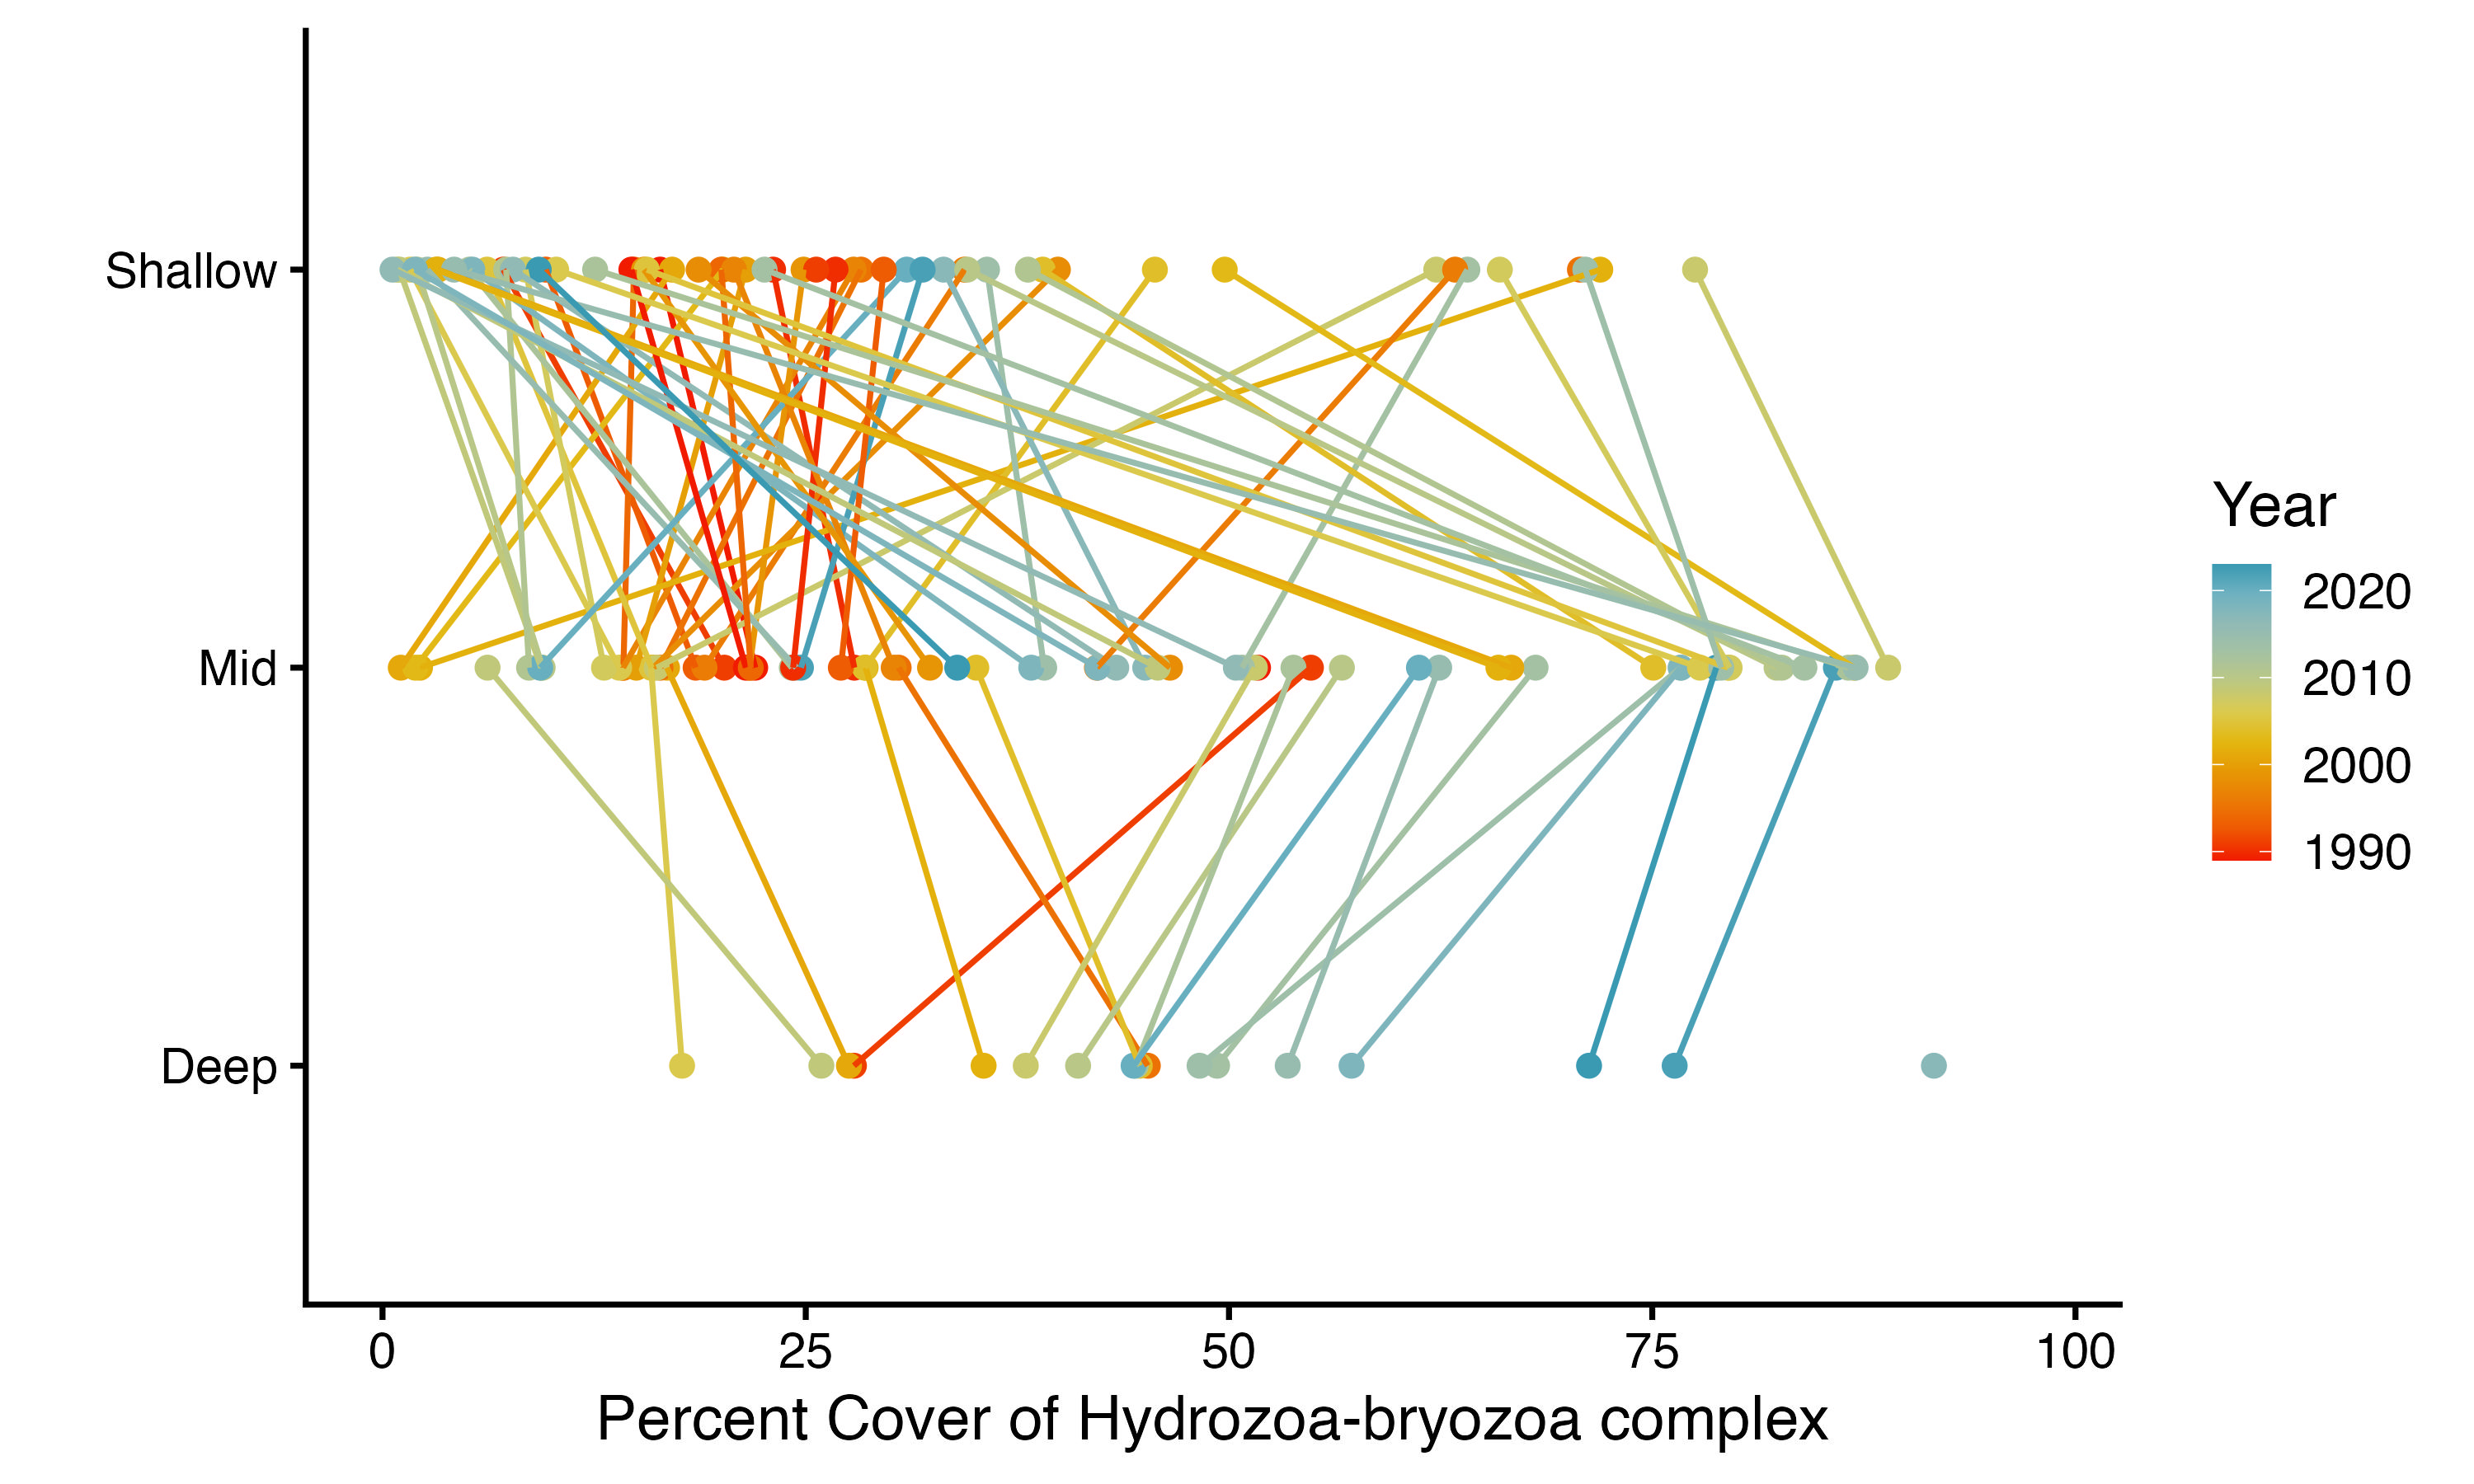 Shallow
Mid
Deep
0 25 50 75 100
Percent Cover of Hydrozoa-bryozoa complex
Year
2020
2010
2000
1990